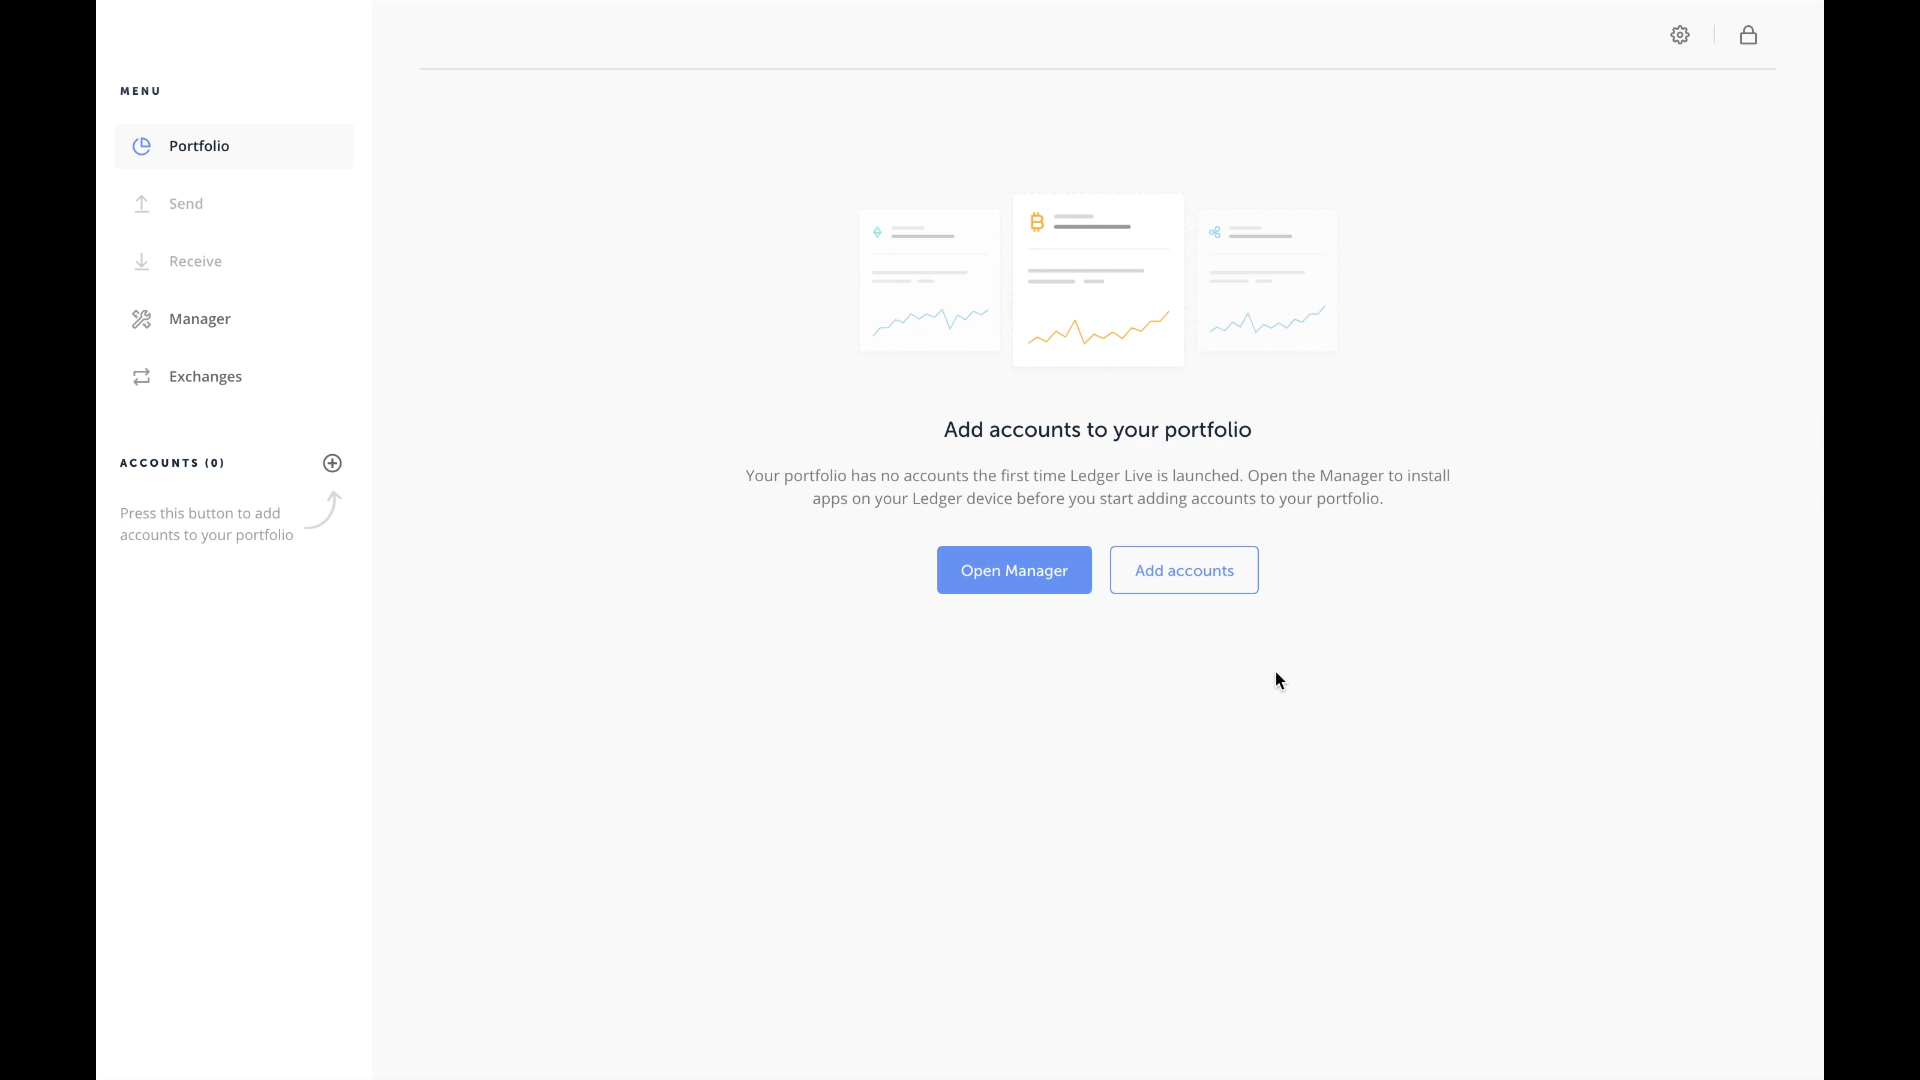 MENU
Portfolio
Send
Receive
Manager
Exchanges
ACCOUNTS (0)
Press this button to add
accounts to your portfolio
Add accounts to your portfolio
Your portfolio has no accounts the first time Ledger Live is launched. Open the Manager to install
apps on your Ledger device before you start adding accounts to your portfolio.
Open Manager
Add accounts